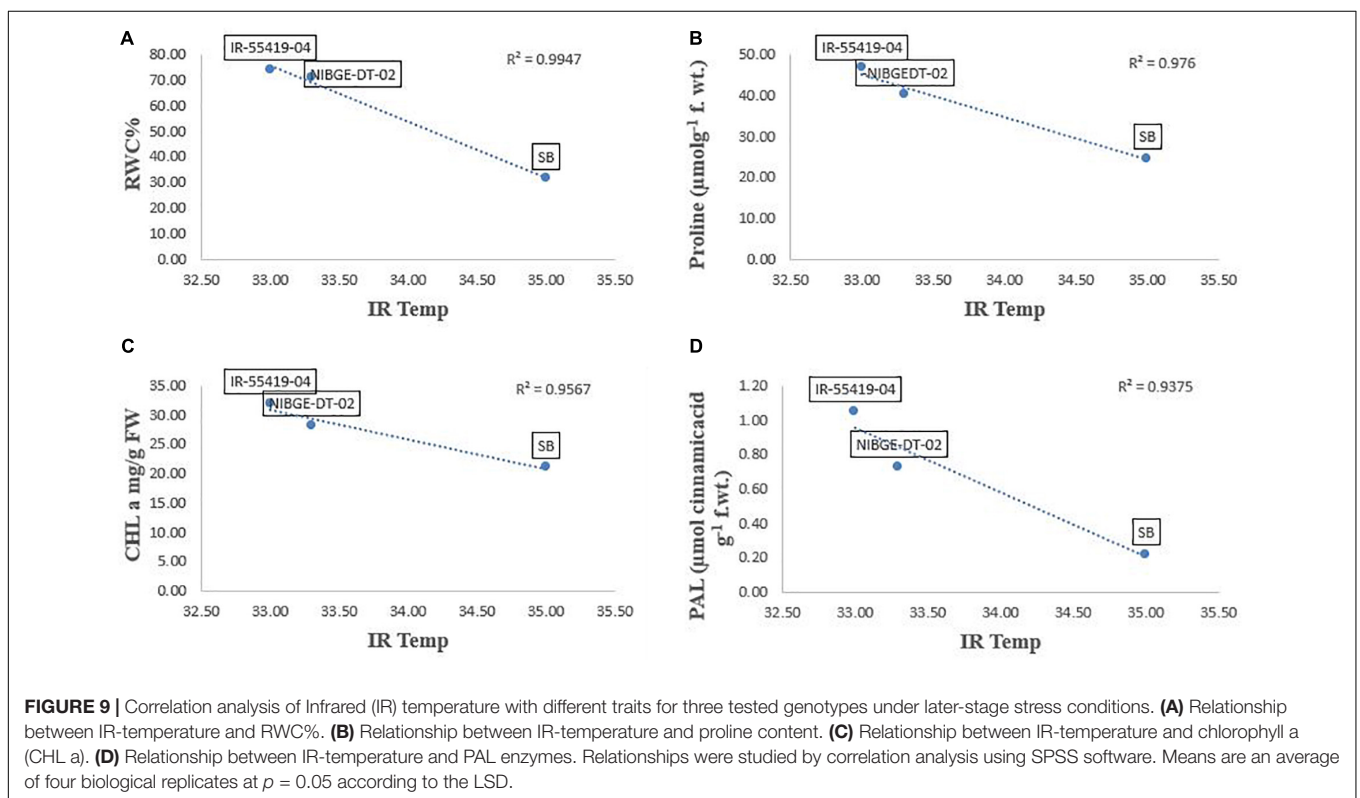 A
IR-55419-04
80.00
R² = 0.9947
70.00
NIBGE-DT-02
60.00
50.00
40.00
30.00
20.00
10.00
0.00
SB
RWC%
32.50 33.00 33.50 34.00 34.50 35.00 35.50
IR Temp
B
IR-55419-04
50.00
R² = 0.976
NIBGEDT-02
40.00
30.00
20.00
10.00
0.00
SB
Proline (µmolg⁻¹ f. wt.)
32.50 33.00 33.50 34.00 34.50 35.00 35.50
IR Temp
C
IR-55419-04
35.00
R² = 0.9567
NIBGE-DT-02
30.00
25.00
20.00
15.00
10.00
5.00
0.00
SB
CHL a mg/g FW
32.50 33.00 33.50 34.00 34.50 35.00 35.50
IR Temp
D
IR-55419-04
1.20
R² = 0.9375
1.00
NIBGE-DT-02
0.80
0.60
0.40
0.20
0.00
SB
PAL (µmol cinnamicacid
g⁻¹ f.wt.)
32.50 33.00 33.50 34.00 34.50 35.00 35.50
IR Temp
FIGURE 9 | Correlation analysis of Infrared (IR) temperature with different traits for three tested genotypes under later-stage stress conditions. (A) Relationship
between IR-temperature and RWC%. (B) Relationship between IR-temperature and proline content. (C) Relationship between IR-temperature and chlorophyll a
(CHL a). (D) Relationship between IR-temperature and PAL enzymes. Relationships were studied by correlation analysis using SPSS software. Means are an average
of four biological replicates at p = 0.05 according to the LSD.